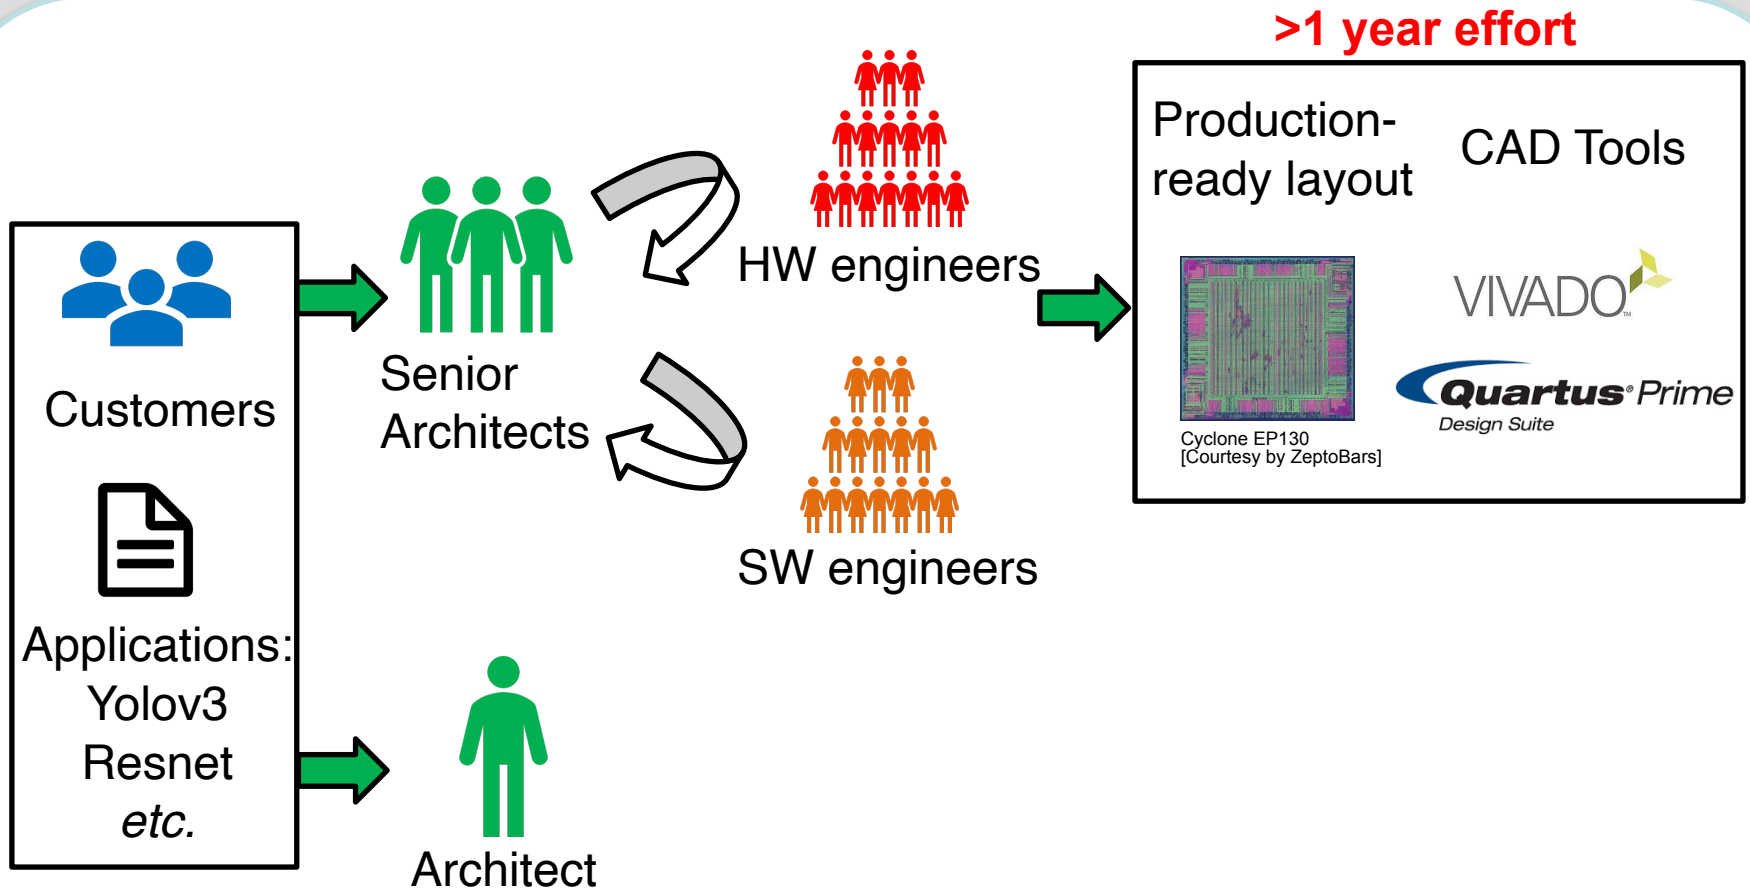 >1 year effort
Production-
ready layout
CAD Tools
HW engineers
VIVADO™
Senior
Architects
Customers
Quartus® Prime
Design Suite
Cyclone EP130
[Courtesy by ZeptoBars]
SW engineers
Applications:
Yolov3
Resnet
etc.
Architect